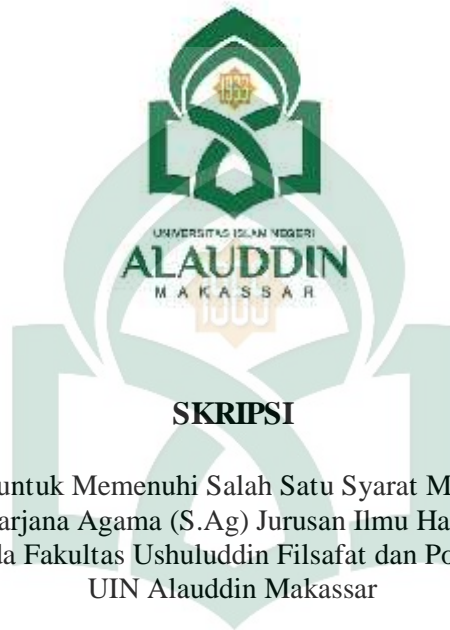 UNIVERSITAS ISLAM NEGERI
ALAUDDIN
MAKASSAR
SKRIPSI
untuk Memenuhi Salah Satu Syarat M
arjana Agama (S.Ag) Jurusan Ilmu Ha
a Fakultas Ushuluddin Filsafat dan Po
UIN Alauddin Makassar